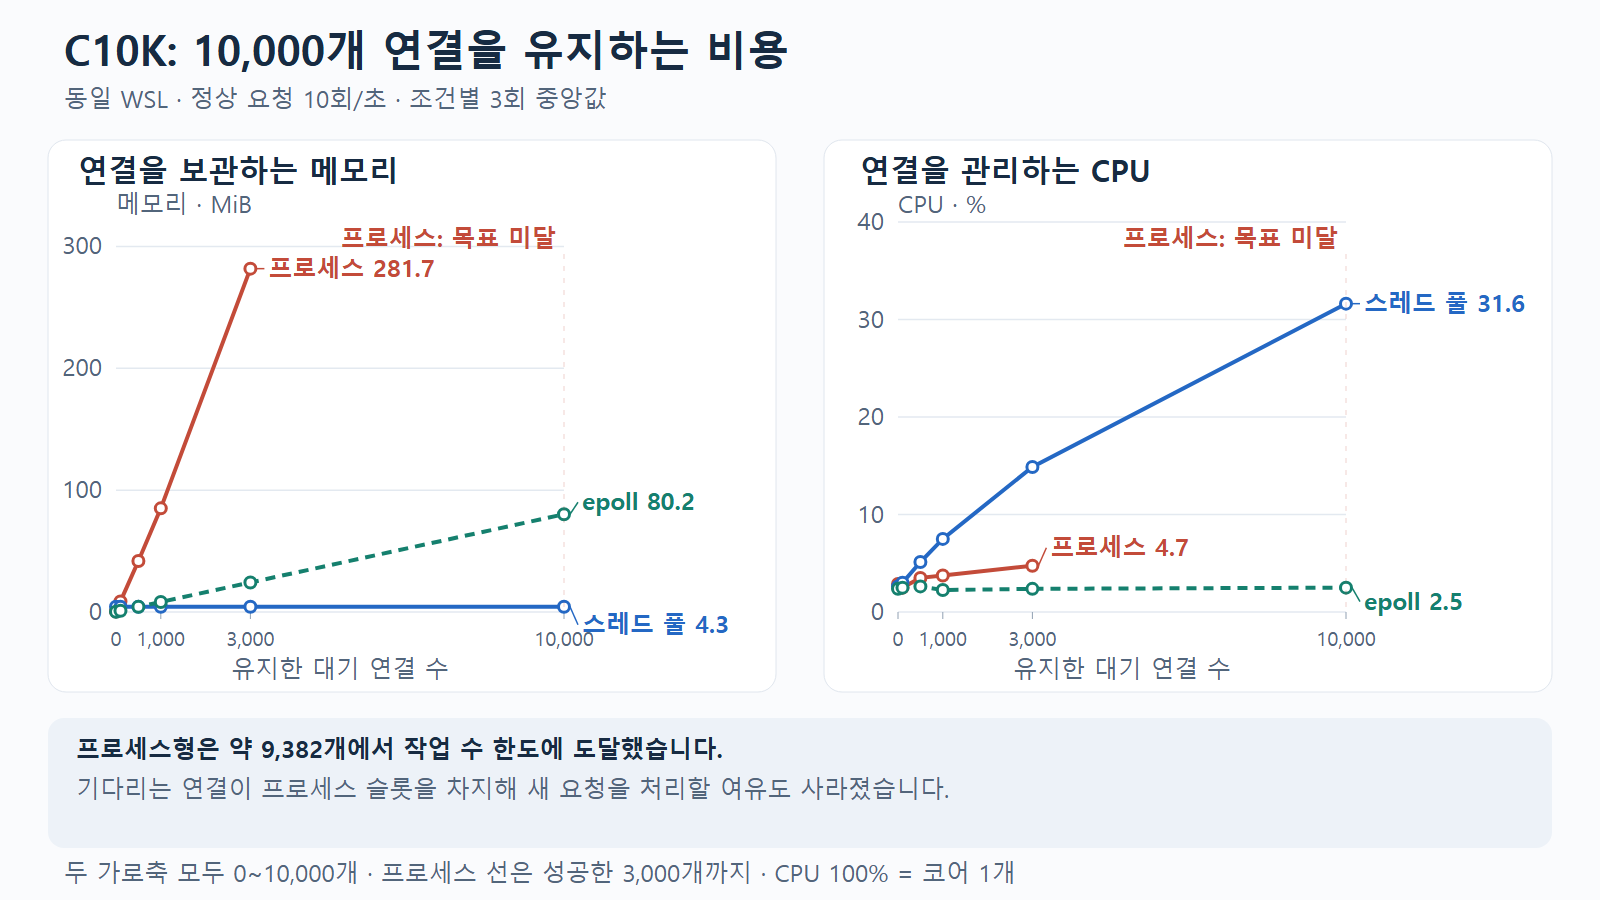 C10K: 10,000개 연결을 유지하는 비용
동일 WSL · 정상 요청 10회/초 · 조건별 3회 중앙값
연결을 보관하는 메모리
메모리 · MiB
300
200
100
0
프로세스: 목표 미달
프로세스 281.7
epoll 80.2
스레드 풀 4.3
0 1,000 3,000 10,000
유지한 대기 연결 수
연결을 관리하는 CPU
CPU · %
40
30
20
10
0
프로세스: 목표 미달
스레드 풀 31.6
프로세스 4.7
epoll 2.5
0 1,000 3,000 10,000
유지한 대기 연결 수
프로세스형은 약 9,382개에서 작업 수 한도에 도달했습니다.
기다리는 연결이 프로세스 슬롯을 차지해 새 요청을 처리할 여유도 사라졌습니다.
두 가로축 모두 0~10,000개 · 프로세스 선은 성공한 3,000개까지 · CPU 100% = 코어 1개